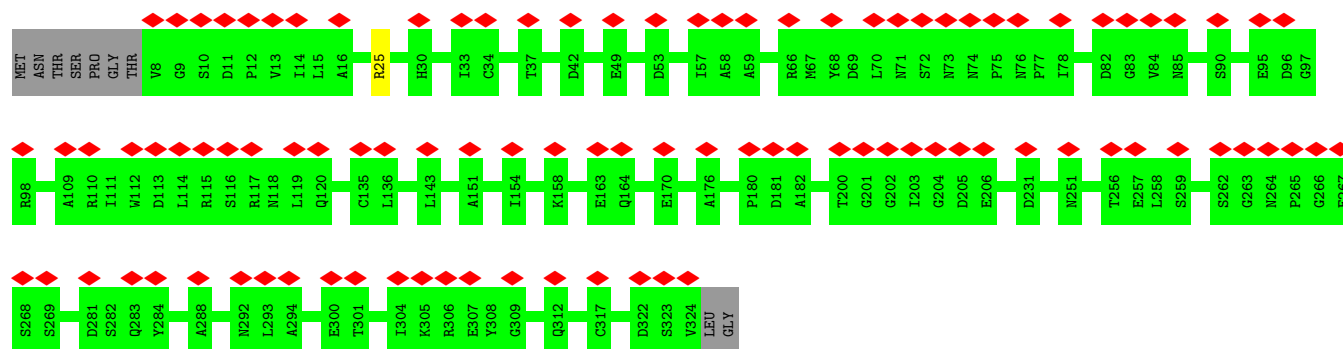 MET ASN THR SER PRO GLY THR V8 G9 S10 D11 P12 V13 I14 L15 A16 R25 H30 I33 C34 T37 D42 E49 D53 I57 A58 A59 R66 M67 Y68 D69 L70 N71 S72 N73 N74 P75 N76 P77 I78 D82 G83 V84 N85 S90 E95 D96 G97
R98 A109 R110 I111 W112 D113 L114 R115 S116 R117 N118 L119 Q120 C135 L136 L143 A151 I154 K158 E163 Q164 E170 A176 P180 D181 A182 T200 G201 G202 I203 G204 D205 E206 D231 N251 T256 E257 L258 S259 S262 G263 N264 P265 G266
S268 S269 D281 S282 Q283 Y284 A288 N292 L293 A294 E300 T301 I304 K305 R306 E307 Y308 G309 Q312 C317 D322 S323 V324 LEU GLY